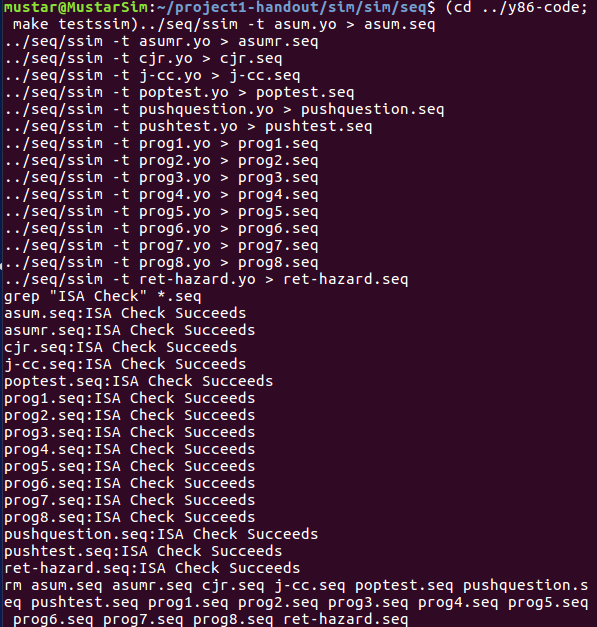 mustar@MustarSim:~/project1-handout/sim/sim/seq$ (cd ../y86-code;
 make testssim)../seq/ssim -t asum.yo > asum.seq
../seq/ssim -t asumr.yo > asumr.seq
../seq/ssim -t cjr.yo > cjr.seq
../seq/ssim -t j-cc.yo > j-cc.seq
../seq/ssim -t poptest.yo > poptest.seq
../seq/ssim -t pushquestion.yo > pushquestion.seq
../seq/ssim -t pushtest.yo > pushtest.seq
../seq/ssim -t prog1.yo > prog1.seq
../seq/ssim -t prog2.yo > prog2.seq
../seq/ssim -t prog3.yo > prog3.seq
../seq/ssim -t prog4.yo > prog4.seq
../seq/ssim -t prog5.yo > prog5.seq
../seq/ssim -t prog6.yo > prog6.seq
../seq/ssim -t prog7.yo > prog7.seq
../seq/ssim -t prog8.yo > prog8.seq
../seq/ssim -t ret-hazard.yo > ret-hazard.seq
grep "ISA Check" *.seq
asum.seq:ISA Check Succeeds
asumr.seq:ISA Check Succeeds
cjr.seq:ISA Check Succeeds
j-cc.seq:ISA Check Succeeds
poptest.seq:ISA Check Succeeds
prog1.seq:ISA Check Succeeds
prog2.seq:ISA Check Succeeds
prog3.seq:ISA Check Succeeds
prog4.seq:ISA Check Succeeds
prog5.seq:ISA Check Succeeds
prog6.seq:ISA Check Succeeds
prog7.seq:ISA Check Succeeds
prog8.seq:ISA Check Succeeds
pushquestion.seq:ISA Check Succeeds
pushtest.seq:ISA Check Succeeds
ret-hazard.seq:ISA Check Succeeds
rm asum.seq asumr.seq cjr.seq j-cc.seq poptest.seq pushquestion.s
eq pushtest.seq prog1.seq prog2.seq prog3.seq prog4.seq prog5.seq
 prog6.seq prog7.seq prog8.seq ret-hazard.seq